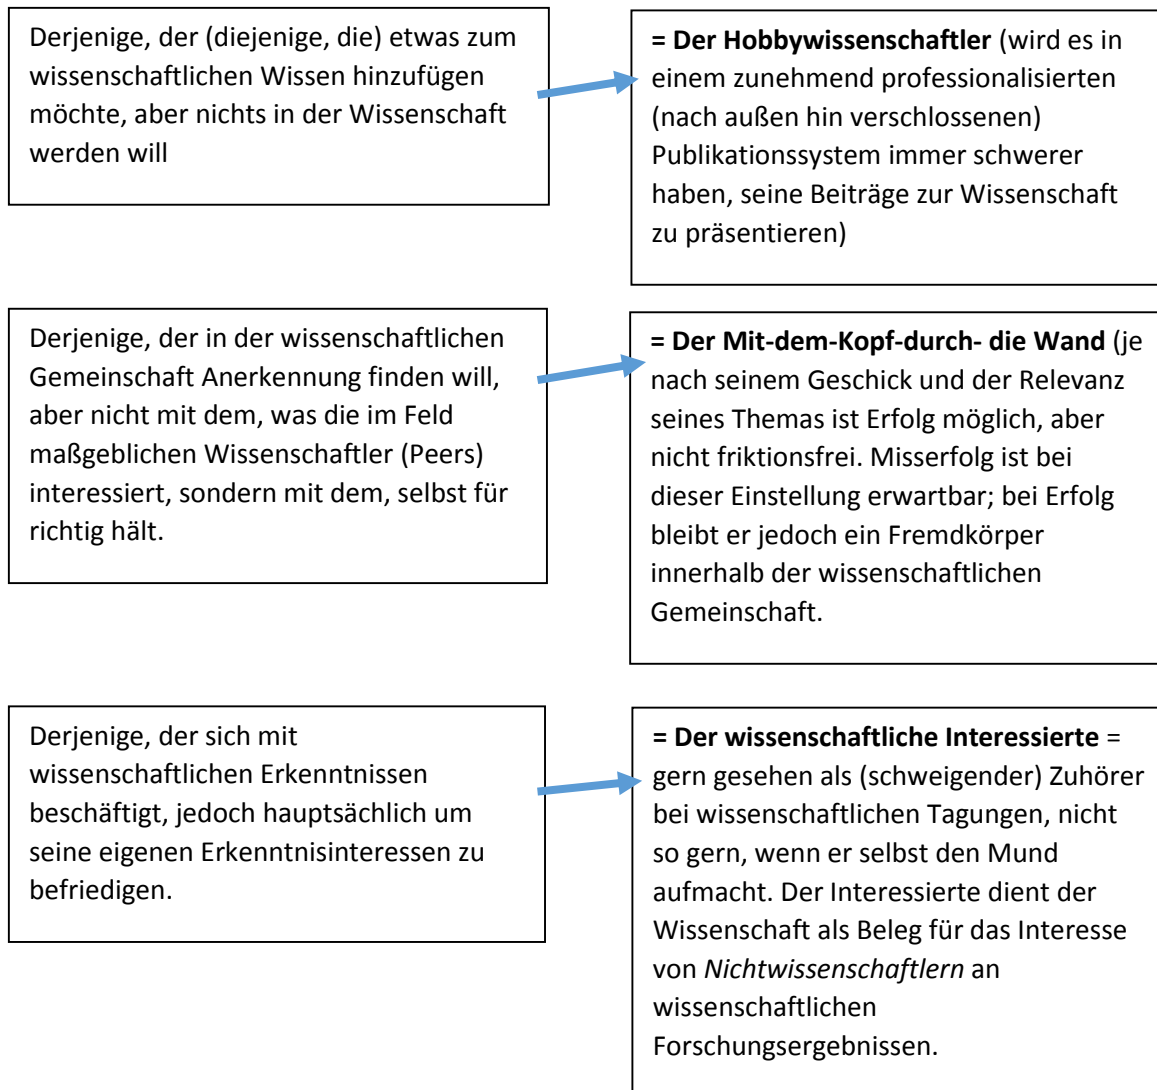 Derjenige, der (diejenige, die) etwas zum
wissenschaftlichen Wissen hinzufügen
möchte, aber nichts in der Wissenschaft
werden will
= Der Hobbywissenschaftler (wird es in
einem zunehmend professionalisierten
(nach außen hin verschlossenen)
Publikationssystem immer schwerer
haben, seine Beiträge zur Wissenschaft
zu präsentieren)
Derjenige, der in der wissenschaftlichen
Gemeinschaft Anerkennung finden will,
aber nicht mit dem, was die im Feld
maßgeblichen Wissenschaftler (Peers)
interessiert, sondern mit dem, selbst für
richtig hält.
= Der Mit-dem-Kopf-durch- die Wand (je
nach seinem Geschick und der Relevanz
seines Themas ist Erfolg möglich, aber
nicht friktionsfrei. Misserfolg ist bei
dieser Einstellung erwartbar; bei Erfolg
bleibt er jedoch ein Fremdkörper
innerhalb der wissenschaftlichen
Gemeinschaft.
Derjenige, der sich mit
wissenschaftlichen Erkenntnissen
beschäftigt, jedoch hauptsächlich um
seine eigenen Erkenntnisinteressen zu
befriedigen.
= Der wissenschaftliche Interessierte =
gern gesehen als (schweigender) Zuhörer
bei wissenschaftlichen Tagungen, nicht
so gern, wenn er selbst den Mund
aufmacht. Der Interessierte dient der
Wissenschaft als Beleg für das Interesse
von Nichtwissenschaftlern an
wissenschaftlichen
Forschungsergebnissen.